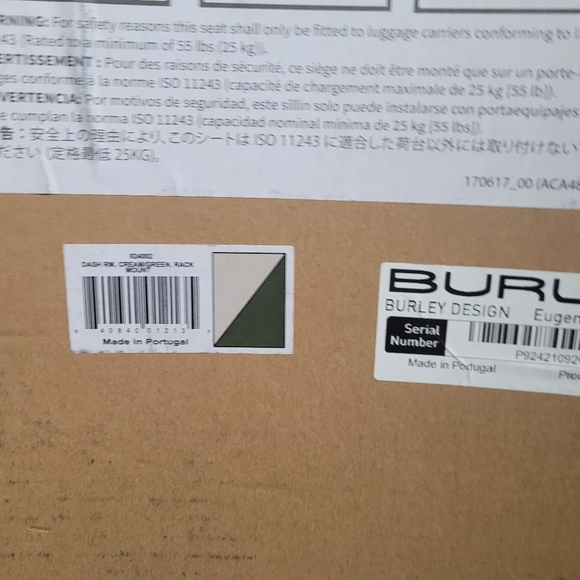 RNING: For safety reasons this seat shall only be fitted to luggage carriers conforming to I
43 (Rated to a minimum of 55 lbs (25 kg)).
ERTISSEMENT : Pour des raisons de sécurité, ce siège ne doit être monté que sur un porte-
ges conforme à la norme ISO 11243 (capacité de chargement maximale de 25 kg [55 lb]).
VERTENCIA: Por motivos de seguridad, este sillín solo puede instalarse con portaequipajes
e cumplan la norma ISO 11243 (capacidad nominal mínima de 25 kg [55 lbs]).
告：安全上の理由により、このシートは ISO 11243 に適合した荷台以外には取り付けない
ださい (定格最低 25KG)。
170617_00 (ACA48
DASH RM, CREAM/GREEN, RACK
MOUNT
Made in Portugal
BURL
BURLEY DESIGN Eugen
Serial
Number
P92421092
Made in Portugal
Pro